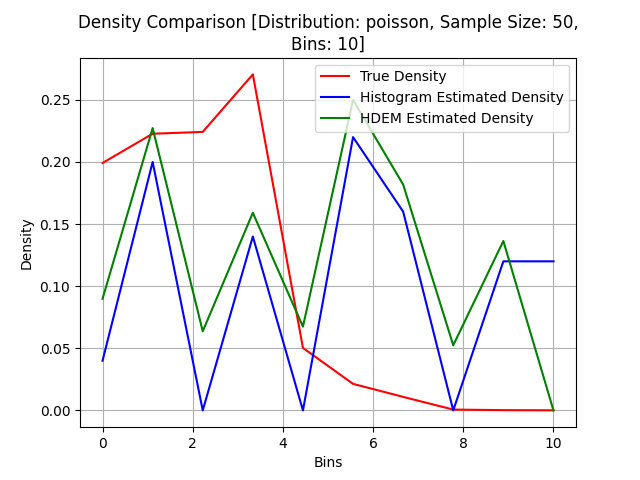 Density Comparison [Distribution: poisson, Sample Size: 50,
Bins: 10]
True Density
Histogram Estimated Density
HDEM Estimated Density
Density
0.25
0.20
0.15
0.10
0.05
0.00
0 2 4 6 8 10
Bins